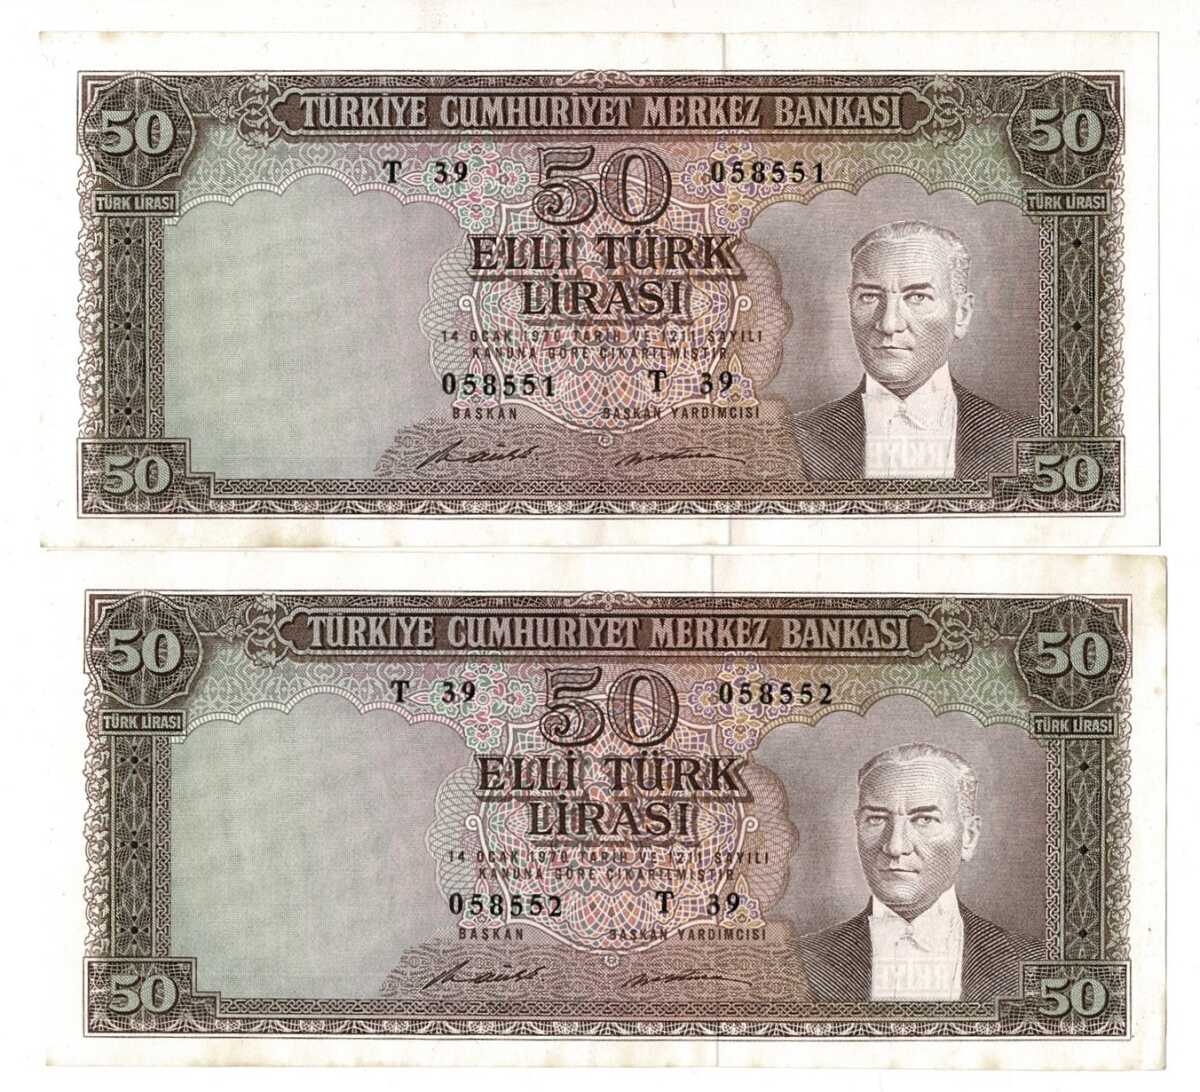 TÜRKİYE CUMHURİYET MERKEZ BANKASI
50 50
T 39 50 058551
TÜRK LİRASI TÜRK LİRASI
ELLİ TÜRK
LİRASI
14 OCAK 1970 TARİH VE 1211 SAYILI
KANUNA GÖRE ÇIKARILMIŞTIR
058551 T 39
BAŞKAN BAŞKAN YARDIMCISI
50 50
TÜRKİYE CUMHURİYET MERKEZ BANKASI
50 50
T 39 50 058552
TÜRK LİRASI TÜRK LİRASI
ELLİ TÜRK
LİRASI
14 OCAK 1970 TARİH VE 1211 SAYILI
KANUNA GÖRE ÇIKARILMIŞTIR
058552 T 39
BAŞKAN BAŞKAN YARDIMCISI
50 50